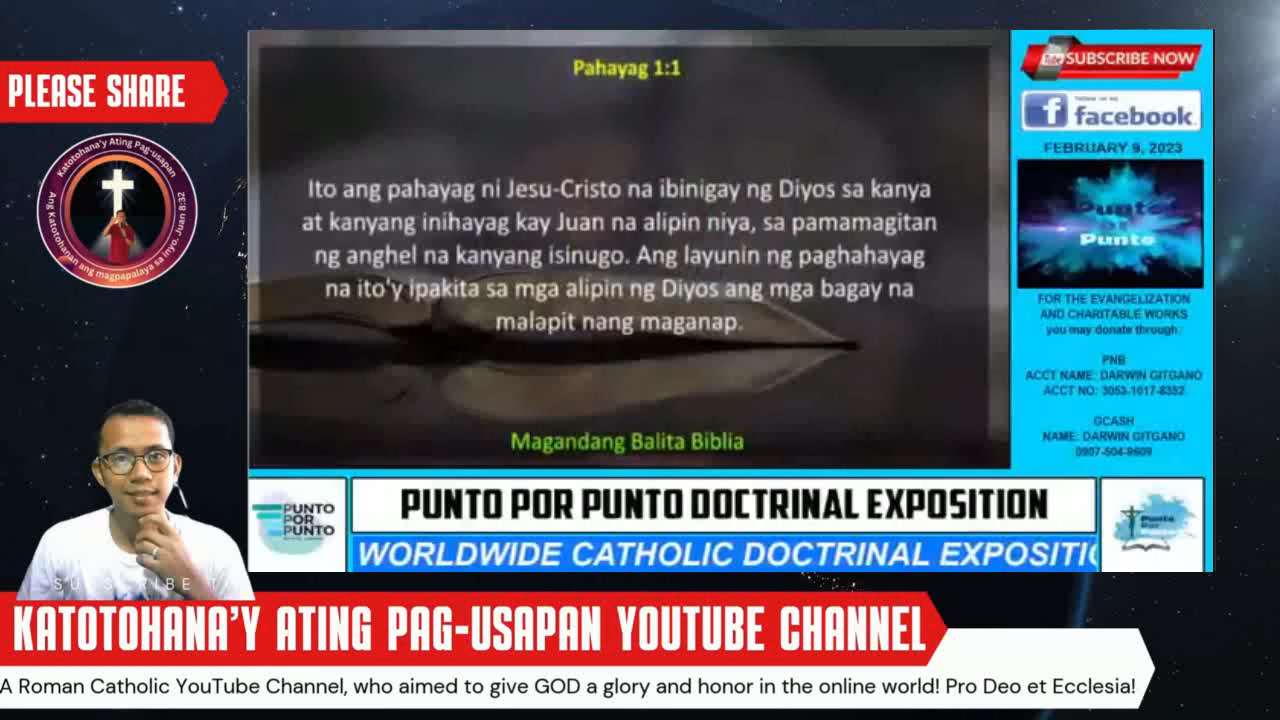 PLEASE SHARE
Katotohana'y Ating Pag-usapan
Ang Katotohanan ang magpapalaya sa inyo. Juan 8:32
Pahayag 1:1
Ito ang pahayag ni Jesu-Cristo na ibinigay ng Diyos sa kanya
at kanyang inihayag kay Juan na alipin niya, sa pamamagitan
ng anghel na kanyang isinugo. Ang layunin ng paghahayag
na ito'y ipakita sa mga alipin ng Diyos ang mga bagay na
malapit nang maganap.
Magandang Balita Biblia
SUBSCRIBE NOW
facebook.
FEBRUARY 9, 2023
Punto
Por
Punto
FOR THE EVANGELIZATION
AND CHARITABLE WORKS
you may donate through:
PNB
ACCT NAME: DARWIN GITGANO
ACCT NO: 3053-1017-8352
GCASH
NAME: DARWIN GITGANO
0907-504-8609
PUNTO
POR
PUNTO
PUNTO POR PUNTO DOCTRINAL EXPOSITION
WORLDWIDE CATHOLIC DOCTRINAL EXPOSITI
Punto
Por
Punto
SUBSCRIBE
KATOTOHANA'Y ATING PAG-USAPAN YOUTUBE CHANNEL
A Roman Catholic YouTube Channel, who aimed to give GOD a glory and honor in the online world! Pro Deo et Ecclesia!